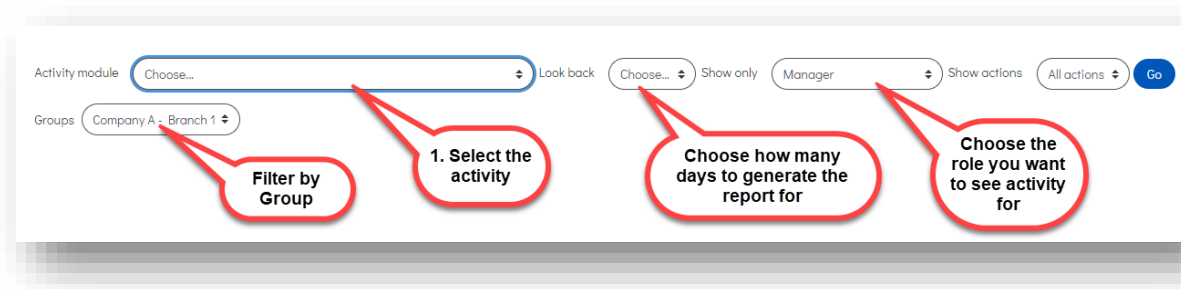 Activity module Choose... Look back Choose... Show only Manager Show actions All actions Go
Groups Company A - Branch 1
Filter by
Group
1. Select the
activity
Choose how many
days to generate the
report for
Choose the
role you want
to see activity
for